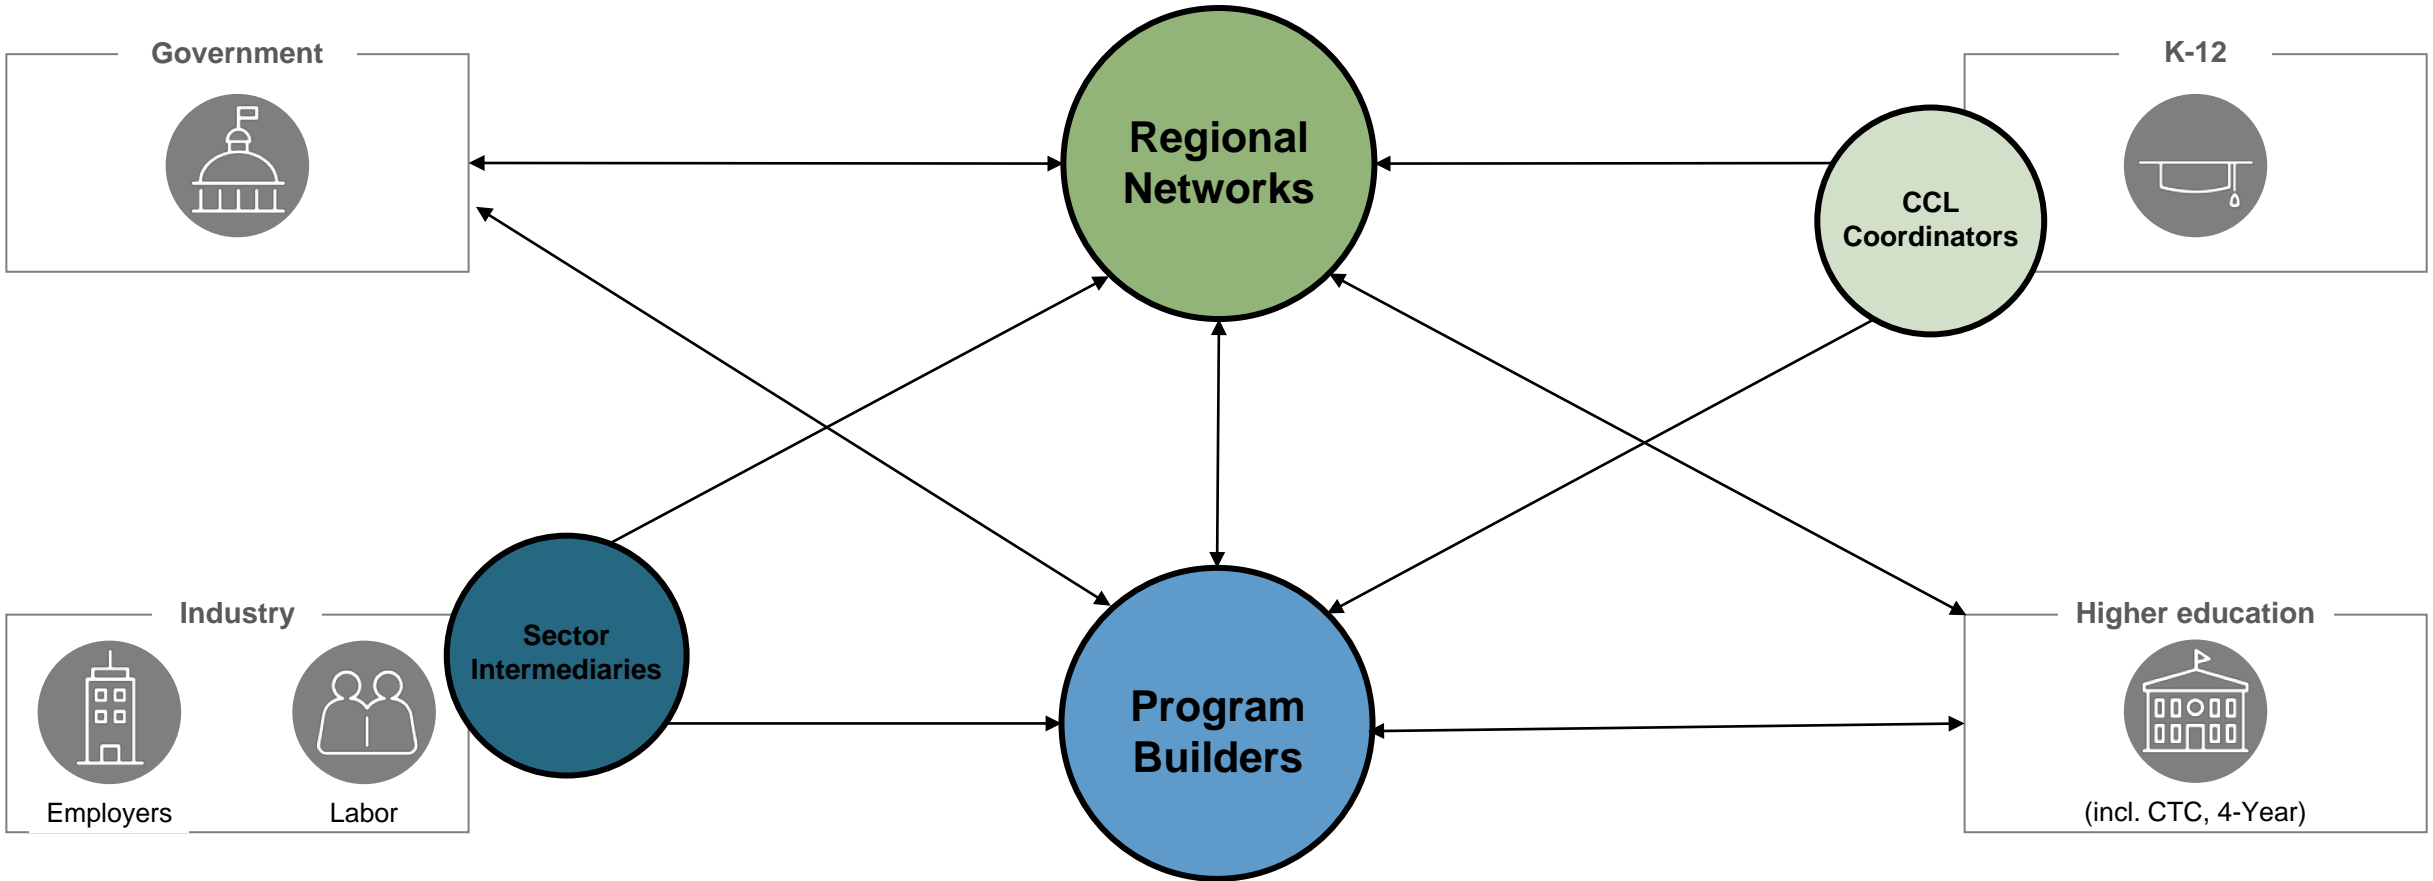 Government
K-12
Regional
Networks
CCL
Coordinators
Industry
Higher education
Sector
Intermediaries
Program
Builders
Employers
Labor
(incl. CTC, 4-Year)